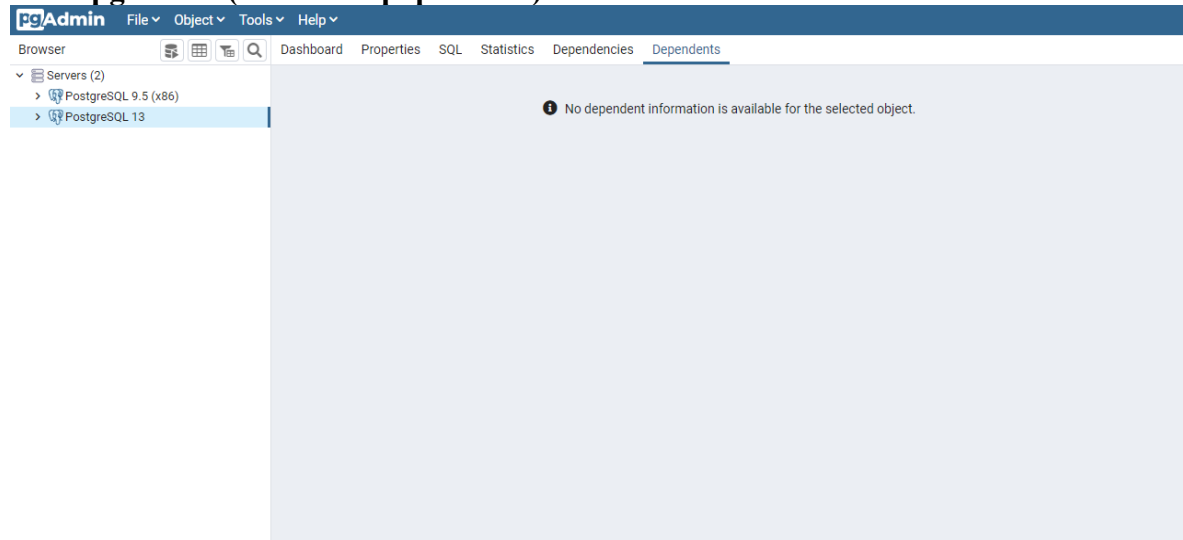 pgAdmin File Object Tools Help
Browser Dashboard Properties SQL Statistics Dependencies Dependents
Servers (2)
PostgreSQL 9.5 (x86)
PostgreSQL 13
No dependent information is available for the selected object.